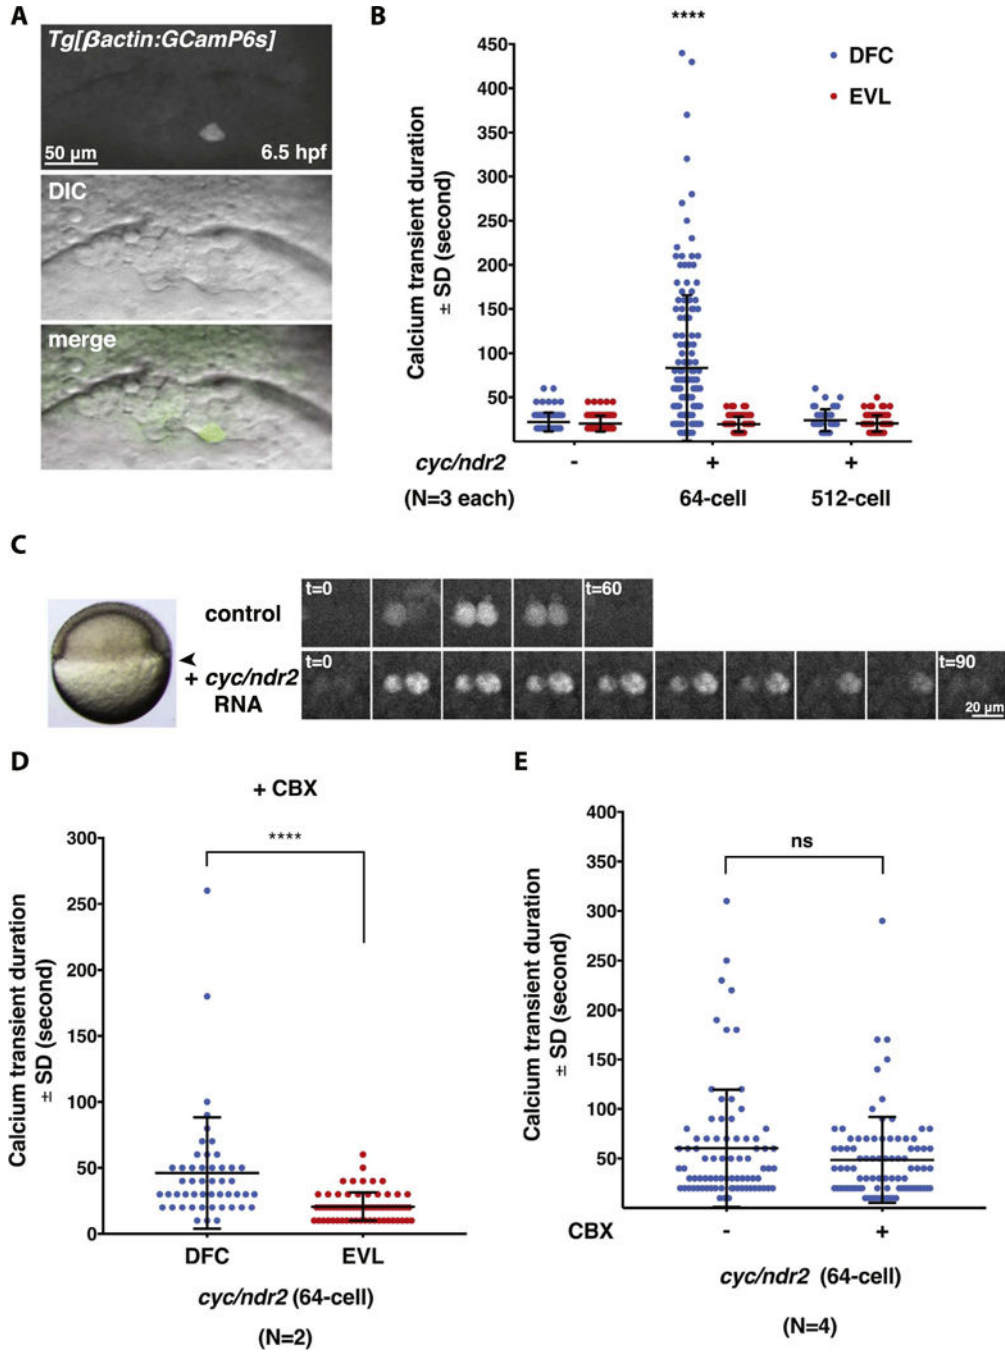 A
Tg[βactin:GCamP6s]
50 µm
6.5 hpf
DIC
merge
B
****
DFC
EVL
Calcium transient duration
± SD (second)
450
400
350
300
250
200
150
100
50
cyc/ndr2
-
+
+
(N=3 each)
64-cell
512-cell
C
control
t=0
t=60
+ cyc/ndr2
RNA
t=0
t=90
20 µm
D
+ CBX
****
Calcium transient duration
± SD (second)
300
250
200
150
100
50
0
DFC
EVL
cyc/ndr2 (64-cell)
(N=2)
E
ns
Calcium transient duration
± SD (second)
400
350
300
250
200
150
100
50
CBX
-
+
cyc/ndr2 (64-cell)
(N=4)